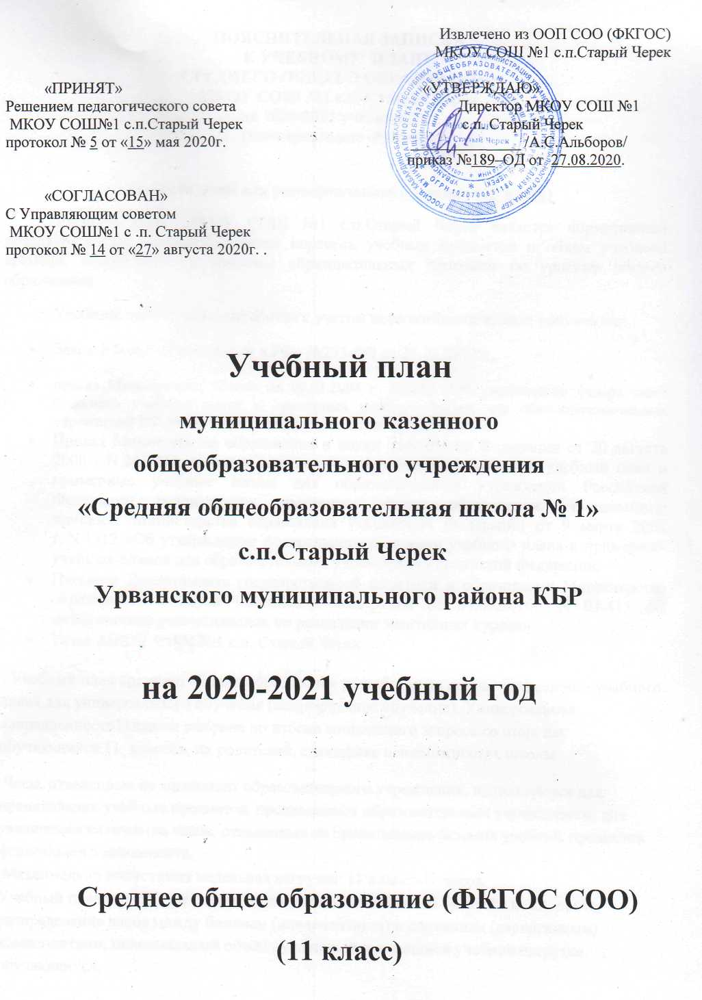 Извлечено из ООП СОО (ФКГОС)
МКОУ СОШ №1 с.п.Старый Черек
«ПРИНЯТ»
Решением педагогического совета
МКОУ СОШ№1 с.п.Старый Черек
протокол № 5 от «15» мая 2020г.
«УТВЕРЖДАЮ»
Директор МКОУ СОШ №1
с.п. Старый Черек
/А.С.Альборов/
приказ №189–ОД от 27.08.2020.
«СОГЛАСОВАН»
С Управляющим советом
МКОУ СОШ№1 с .п. Старый Черек
протокол № 14 от «27» августа 2020г. .
Учебный план
муниципального казенного
общеобразовательного учреждения
«Средняя общеобразовательная школа № 1»
с.п.Старый Черек
Урванского муниципального района КБР
на 2020-2021 учебный год
Среднее общее образование (ФКГОС СОО)
(11 класс)